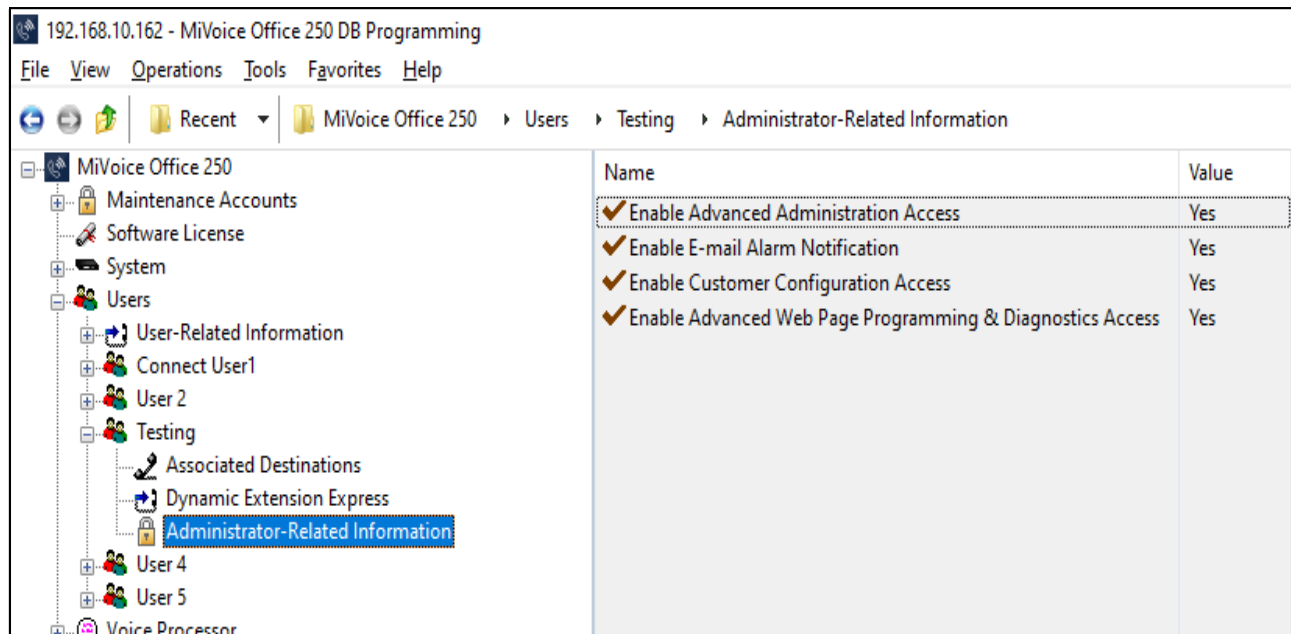 192.168.10.162 - MiVoice Office 250 DB Programming
File View Operations Tools Favorites Help
Recent MiVoice Office 250 Users Testing Administrator-Related Information
MiVoice Office 250
Maintenance Accounts
Software License
System
Users
User-Related Information
Connect User1
User 2
Testing
Associated Destinations
Dynamic Extension Express
Administrator-Related Information
User 4
User 5
Voice Processor
Name Value
Enable Advanced Administration Access Yes
Enable E-mail Alarm Notification Yes
Enable Customer Configuration Access Yes
Enable Advanced Web Page Programming & Diagnostics Access Yes